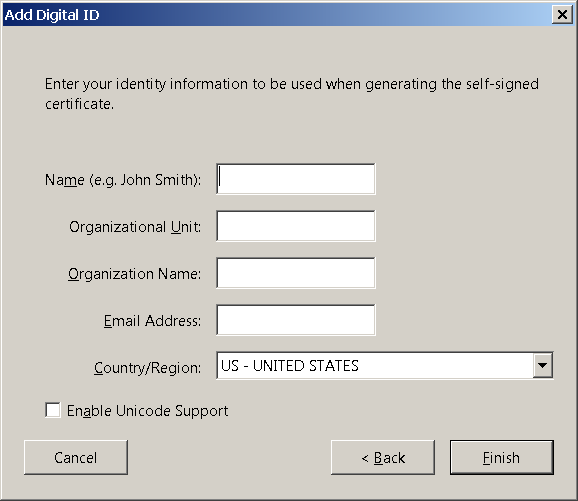 Add Digital ID
Enter your identity information to be used when generating the self-signed
certificate.
Name (e.g. John Smith):
Organizational Unit:
Organization Name:
Email Address:
Country/Region: US - UNITED STATES
Enable Unicode Support
Cancel < Back Finish